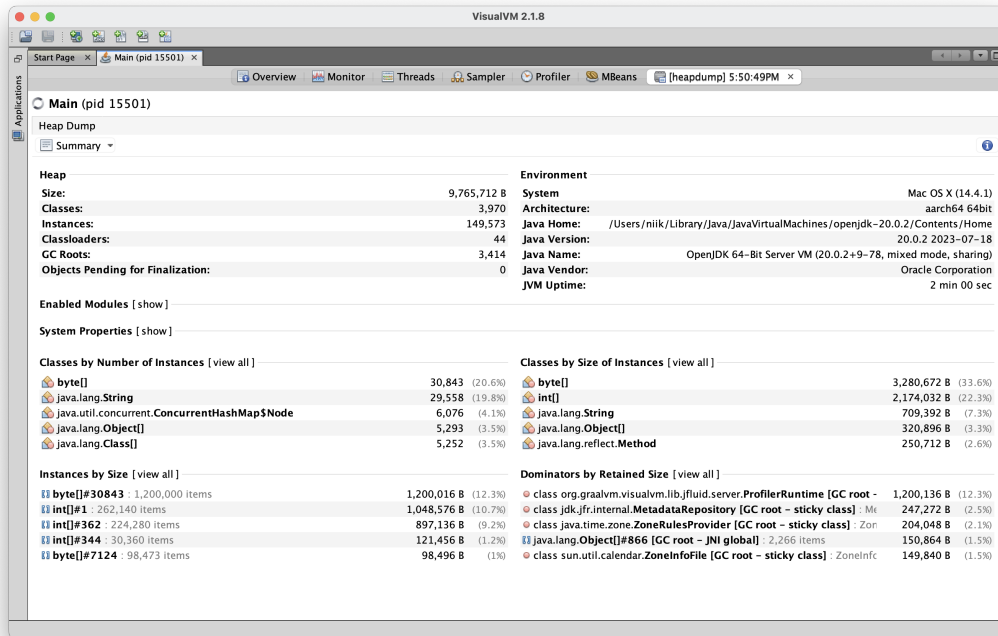 VisualVM 2.1.8
Start Page ×
Main (pid 15501) ×
Applications
Overview
Monitor
Threads
Sampler
Profiler
MBeans
[heapdump] 5:50:49PM ×
Main (pid 15501)
Heap Dump
Summary
Heap
Size: 9,765,712 B
Classes: 3,970
Instances: 149,573
Classloaders: 44
GC Roots: 3,414
Objects Pending for Finalization: 0
Environment
System Mac OS X (14.4.1)
Architecture: aarch64 64bit
Java Home: /Users/niik/Library/Java/JavaVirtualMachines/openjdk-20.0.2/Contents/Home
Java Version: 20.0.2 2023-07-18
Java Name: OpenJDK 64-Bit Server VM (20.0.2+9-78, mixed mode, sharing)
Java Vendor: Oracle Corporation
JVM Uptime: 2 min 00 sec
Enabled Modules [ show ]
System Properties [ show ]
Classes by Number of Instances [ view all ]
byte[] 30,843 (20.6%)
java.lang.String 29,558 (19.8%)
java.util.concurrent.ConcurrentHashMap$Node 6,076 (4.1%)
java.lang.Object[] 5,293 (3.5%)
java.lang.Class[] 5,252 (3.5%)
Classes by Size of Instances [ view all ]
byte[] 3,280,672 B (33.6%)
int[] 2,174,032 B (22.3%)
java.lang.String 709,392 B (7.3%)
java.lang.Object[] 320,896 B (3.3%)
java.lang.reflect.Method 250,712 B (2.6%)
Instances by Size [ view all ]
byte[]#30843 : 1,200,000 items 1,200,016 B (12.3%)
int[]#1 : 262,140 items 1,048,576 B (10.7%)
int[]#362 : 224,280 items 897,136 B (9.2%)
int[]#344 : 30,360 items 121,456 B (1.2%)
byte[]#7124 : 98,473 items 98,496 B (1%)
Dominators by Retained Size [ view all ]
class org.graalvm.visualvm.lib.jfluid.server.ProfilerRuntime [GC root - 1,200,136 B (12.3%)
class jdk.jfr.internal.MetadataRepository [GC root - sticky class] : Me 247,272 B (2.5%)
class java.time.zone.ZoneRulesProvider [GC root - sticky class] : Zon 204,048 B (2.1%)
java.lang.Object[]#866 [GC root - JNI global] : 2,266 items 150,864 B (1.5%)
class sun.util.calendar.ZoneInfoFile [GC root - sticky class] : ZoneInfc 149,840 B (1.5%)